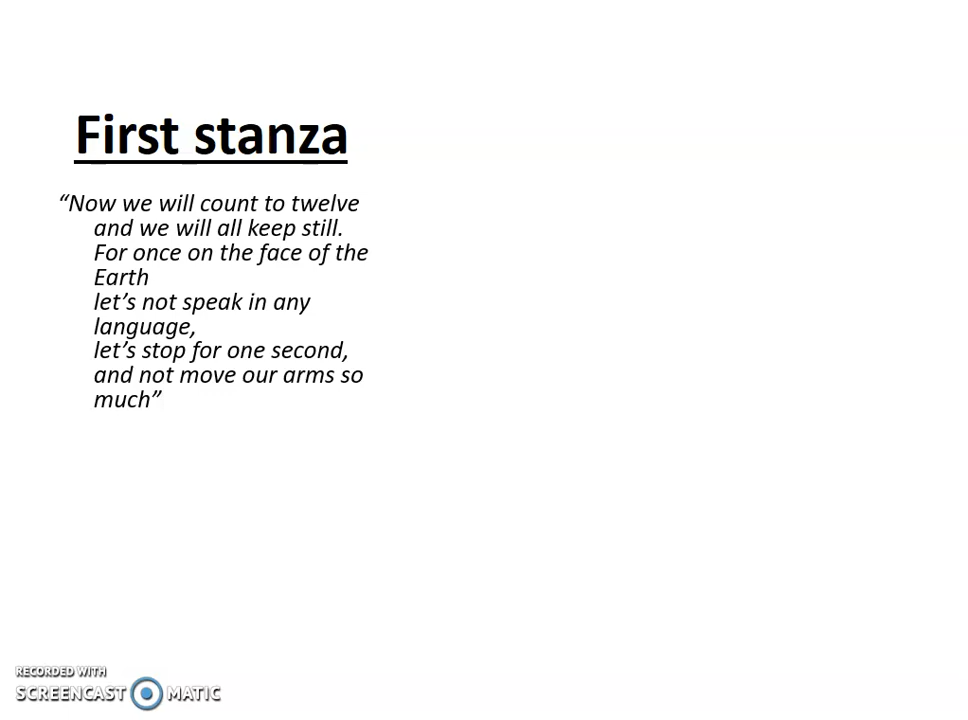 First stanza
“Now we will count to twelve
and we will all keep still.
For once on the face of the
Earth
let’s not speak in any
language,
let’s stop for one second,
and not move our arms so
much”
RECORDED WITH
SCREENCAST MATIC